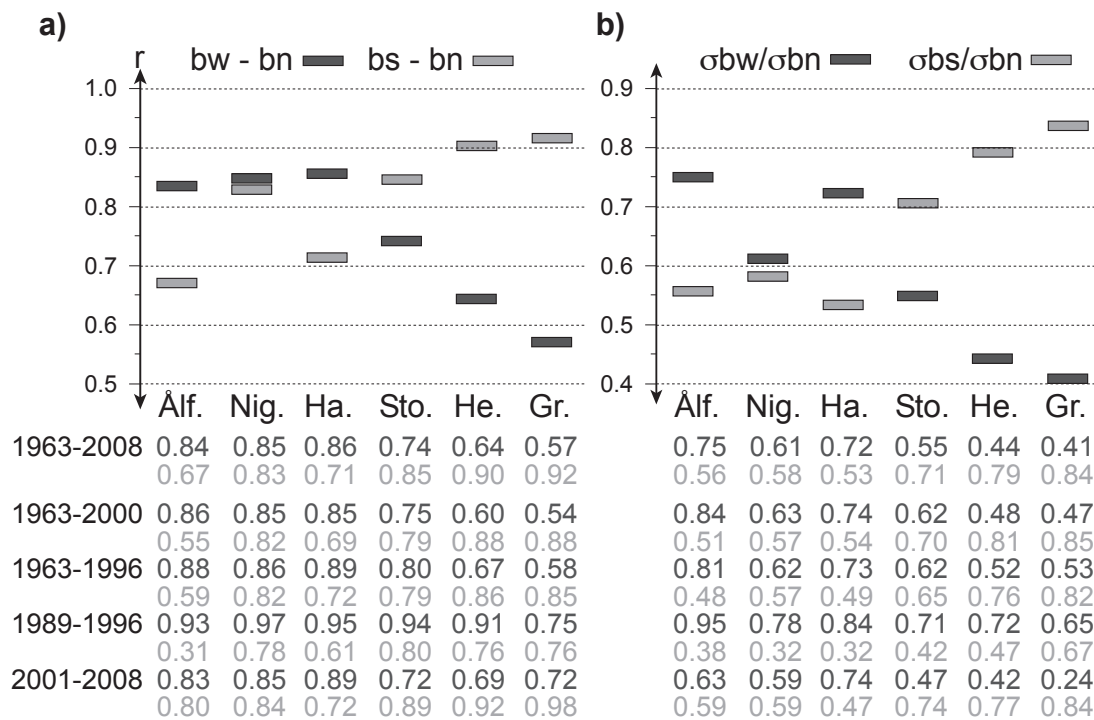 a)
r bw - bn bs - bn
1.0
0.9
0.8
0.7
0.6
0.5
b)
σbw/σbn σbs/σbn
0.9
0.8
0.7
0.6
0.5
0.4
Ålf. Nig. Ha. Sto. He. Gr. Ålf. Nig. Ha. Sto. He. Gr.
1963-2008 0.84 0.85 0.86 0.74 0.64 0.57 0.75 0.61 0.72 0.55 0.44 0.41
0.67 0.83 0.71 0.85 0.90 0.92 0.56 0.58 0.53 0.71 0.79 0.84
1963-2000 0.86 0.85 0.85 0.75 0.60 0.54 0.84 0.63 0.74 0.62 0.48 0.47
0.55 0.82 0.69 0.79 0.88 0.88 0.51 0.57 0.54 0.70 0.81 0.85
1963-1996 0.88 0.86 0.89 0.80 0.67 0.58 0.81 0.62 0.73 0.62 0.52 0.53
0.59 0.82 0.72 0.79 0.86 0.85 0.48 0.57 0.49 0.65 0.76 0.82
1989-1996 0.93 0.97 0.95 0.94 0.91 0.75 0.95 0.78 0.84 0.71 0.72 0.65
0.31 0.78 0.61 0.80 0.76 0.76 0.38 0.32 0.32 0.42 0.47 0.67
2001-2008 0.83 0.85 0.89 0.72 0.69 0.72 0.63 0.59 0.74 0.47 0.42 0.24
0.80 0.84 0.72 0.89 0.92 0.98 0.59 0.59 0.47 0.74 0.77 0.84